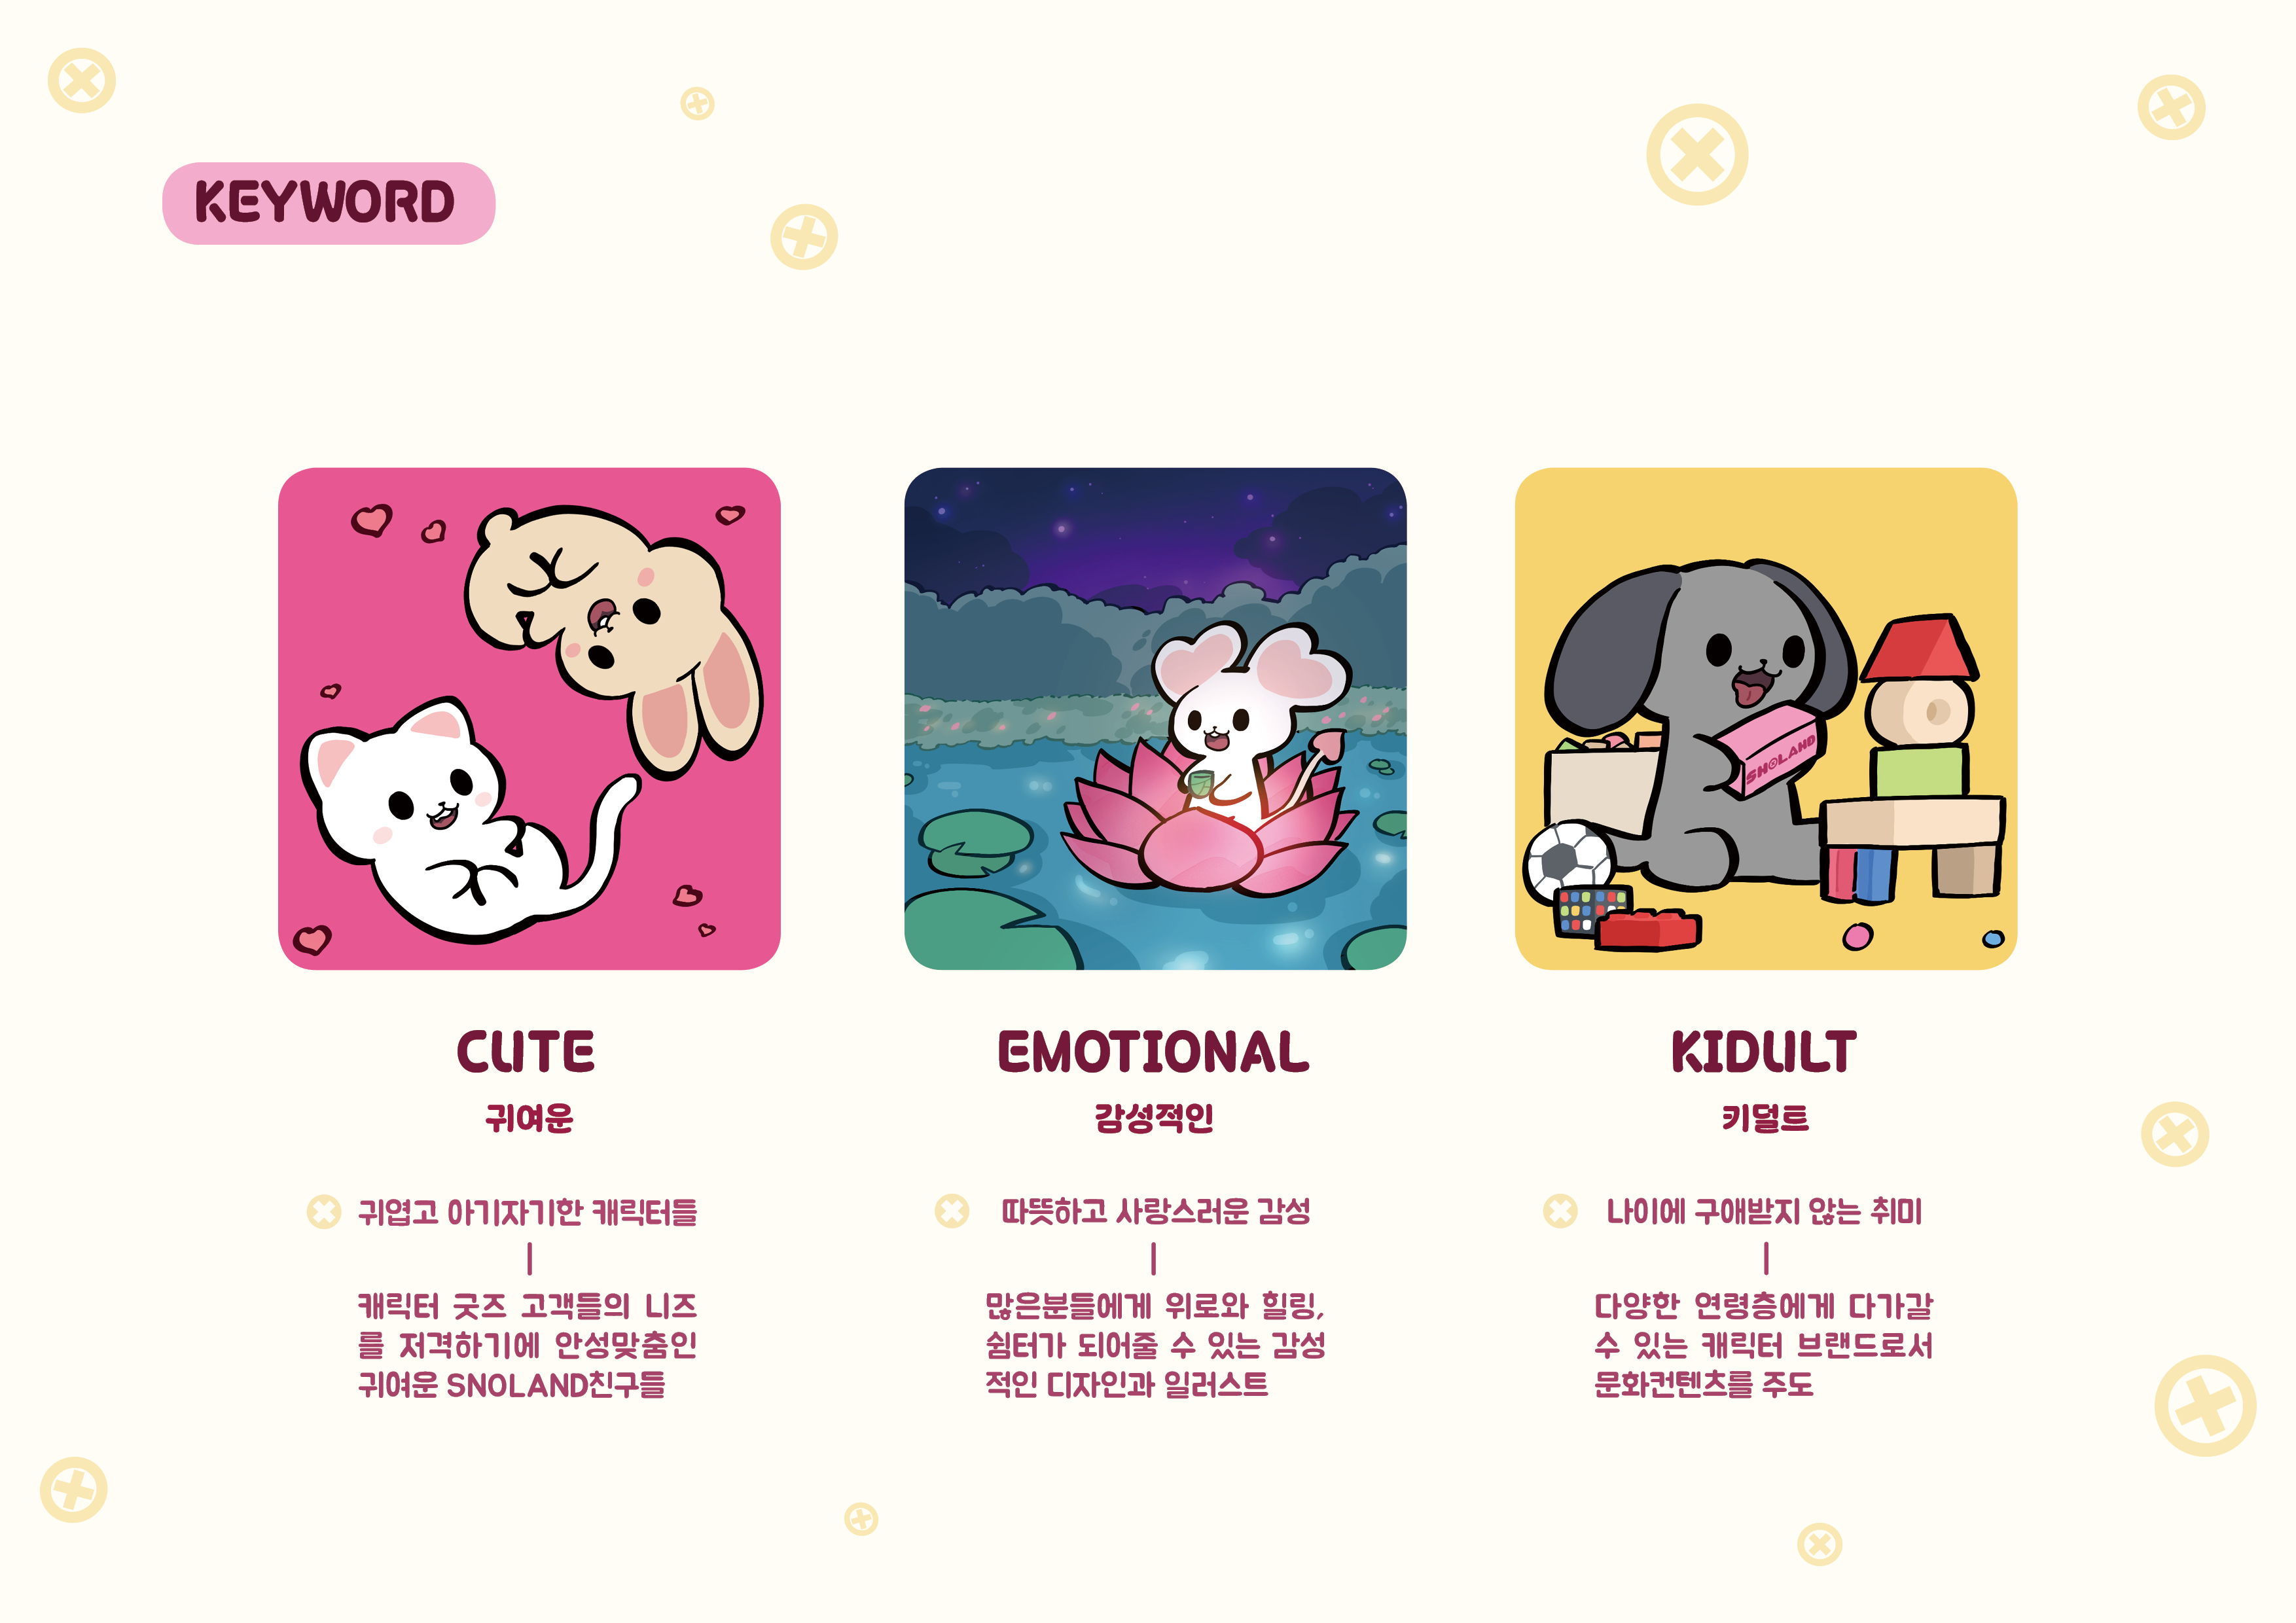 KEYWORD
SNOLAND
CUTE
귀여운
귀엽고 아기자기한 캐릭터들
캐릭터 굿즈 고객들의 니즈
를 저격하기에 안성맞춤인
귀여운 SNOLAND친구들
EMOTIONAL
감성적인
따뜻하고 사랑스러운 감성
많은분들에게 위로와 힐링,
쉼터가 되어줄 수 있는 감성
적인 디자인과 일러스트
KIDULT
키덜트
나이에 구애받지 않는 취미
다양한 연령층에게 다가갈
수 있는 캐릭터 브랜드로서
문화컨텐츠를 주도